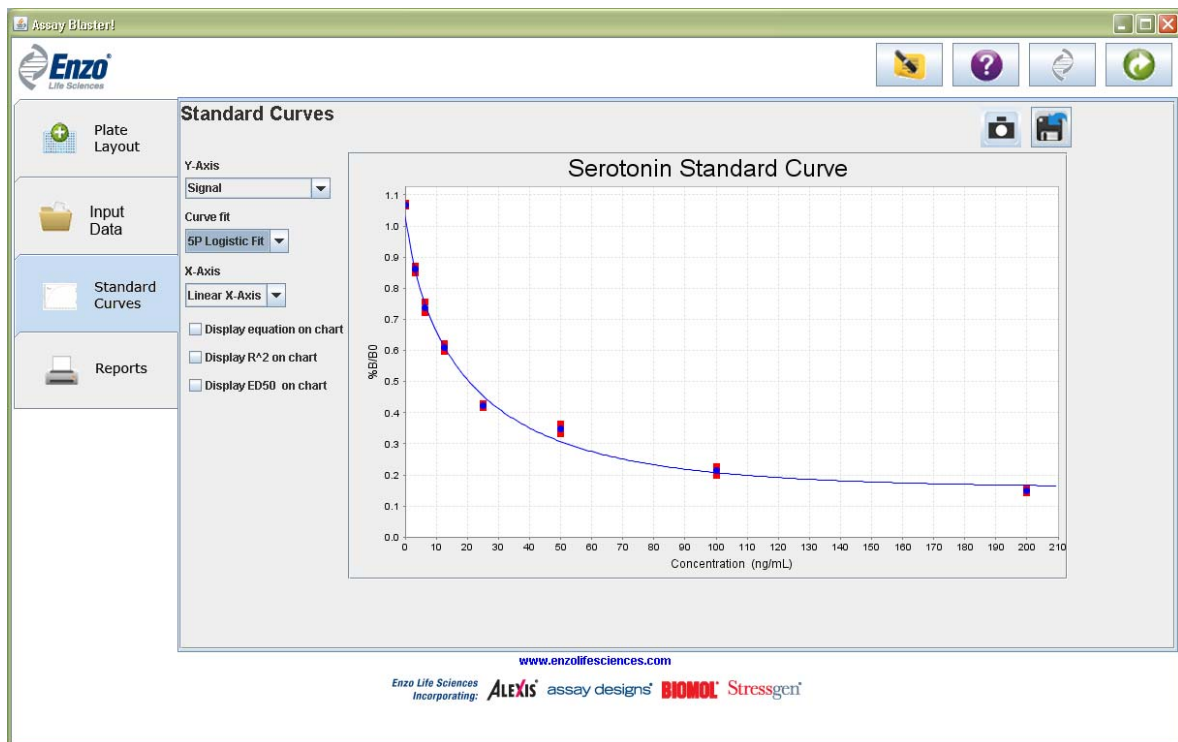 Assay Blaster!
Enzo
Life Sciences
?
Plate
Layout
Input
Data
Standard
Curves
Reports
Standard Curves
Y-Axis
Signal
Curve fit
5P Logistic Fit
X-Axis
Linear X-Axis
Display equation on chart
Display R^2 on chart
Display ED50 on chart
Serotonin Standard Curve
%B/B0
1.1
1.0
0.9
0.8
0.7
0.6
0.5
0.4
0.3
0.2
0.1
0.0
0 10 20 30 40 50 60 70 80 90 100 110 120 130 140 150 160 170 180 190 200 210
Concentration (ng/mL)
www.enzolifesciences.com
Enzo Life Sciences
Incorporating: ALEXIS assay designs BIOMOL Stressgen